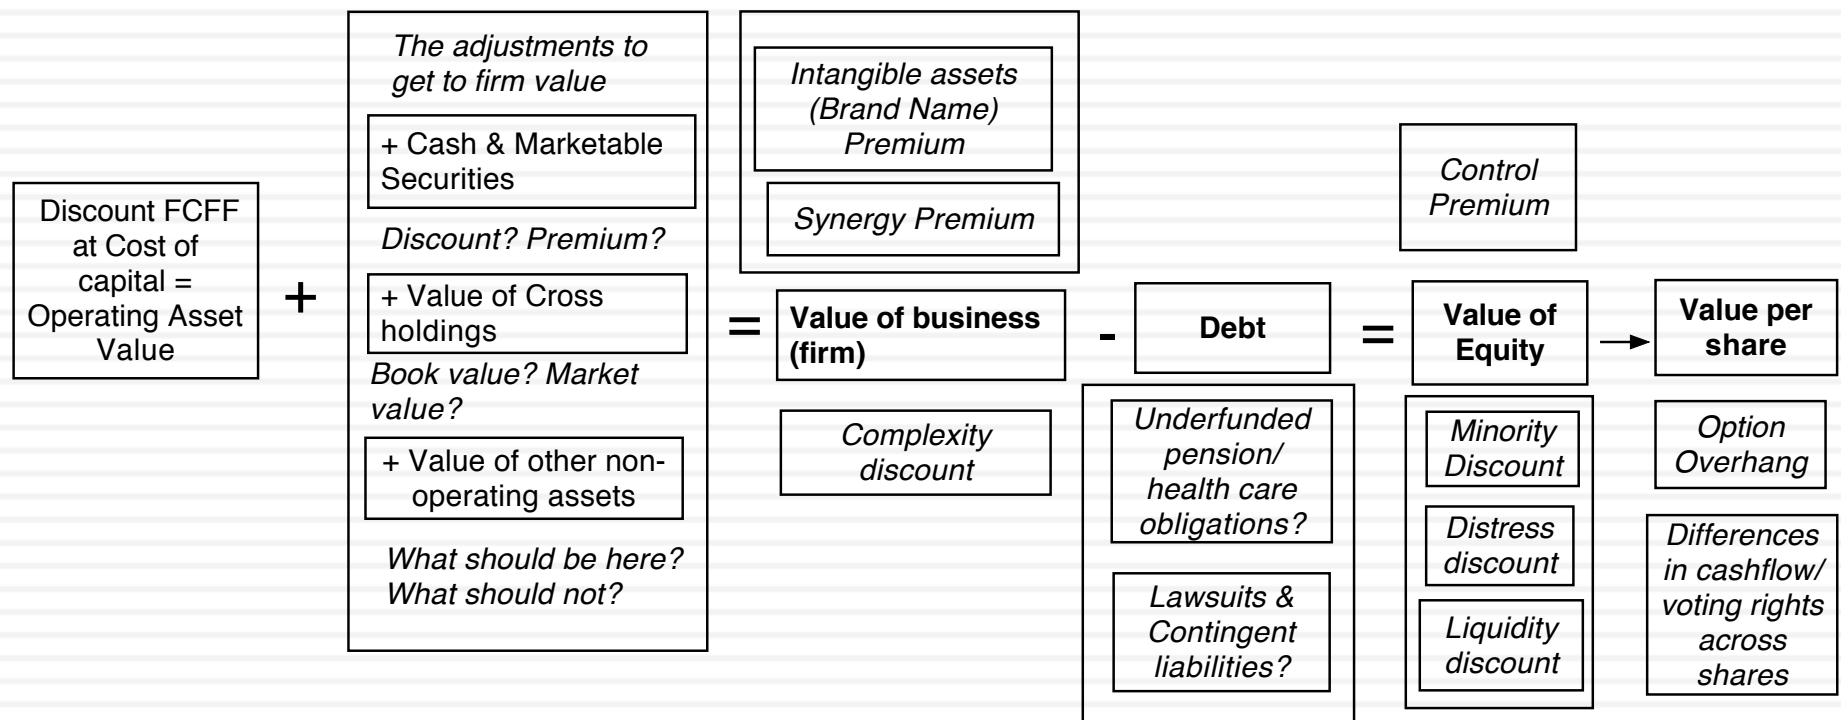 Discount FCFF
at Cost of
capital =
Operating Asset
Value
+
The adjustments to
get to firm value
+ Cash & Marketable
Securities
Discount? Premium?
+ Value of Cross
holdings
Book value? Market
value?
+ Value of other non-
operating assets
What should be here?
What should not?
=
Intangible assets
(Brand Name)
Premium
Synergy Premium
Value of business
(firm)
Complexity
discount
-
Debt
Underfunded
pension/
health care
obligations?
Lawsuits &
Contingent
liabilities?
=
Control
Premium
Value of
Equity
Minority
Discount
Distress
discount
Liquidity
discount
Value per
share
Option
Overhang
Differences
in cashflow/
voting rights
across
shares